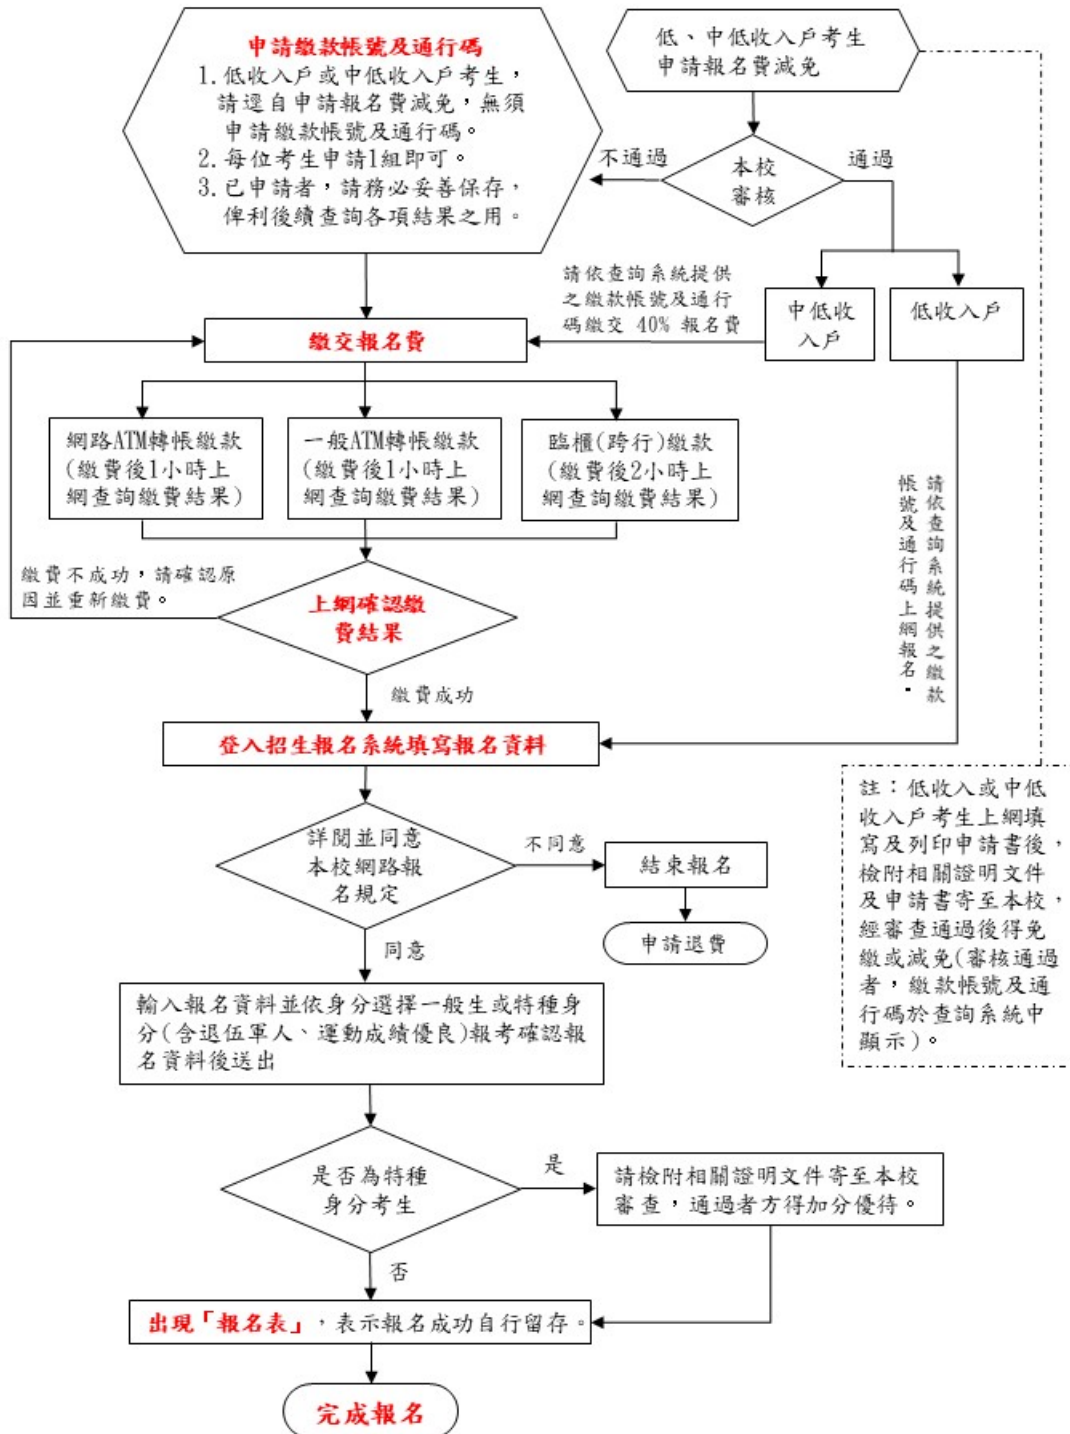 申請繳款帳號及通行碼
1. 低收入戶或中低收入戶考生，
請逕自申請報名費減免，無須
申請繳款帳號及通行碼。
2. 每位考生申請1組即可。
3. 已申請者，請務必妥善保存，
俾利後續查詢各項結果之用。
低、中低收入戶考生
申請報名費減免
本校
審核
不通過
通過
請依查詢系統提供
之繳款帳號及通行
碼繳交 40% 報名費
中低收
入戶
低收入戶
繳交報名費
網路ATM轉帳繳款
(繳費後1小時上
網查詢繳費結果)
一般ATM轉帳繳款
(繳費後1小時上
網查詢繳費結果)
臨櫃(跨行)繳款
(繳費後2小時上
網查詢繳費結果)
請依查詢系統提供之繳款
帳號及通行碼上網報名。
繳費不成功，請確認原
因並重新繳費。
上網確認繳
費結果
繳費成功
登入招生報名系統填寫報名資料
詳閱並同意
本校網路報
名規定
不同意
結束報名
申請退費
同意
註：低收入或中低
收入戶考生上網填
寫及列印申請書後，
檢附相關證明文件
及申請書寄至本校，
經審查通過後得免
繳或減免(審核通過
者，繳款帳號及通
行碼於查詢系統中
顯示)。
輸入報名資料並依身分選擇一般生或特種身
分(含退伍軍人、運動成績優良)報考確認報
名資料後送出
是否為特種
身分考生
是
請檢附相關證明文件寄至本校
審查，通過者方得加分優待。
否
出現「報名表」，表示報名成功自行留存。
完成報名